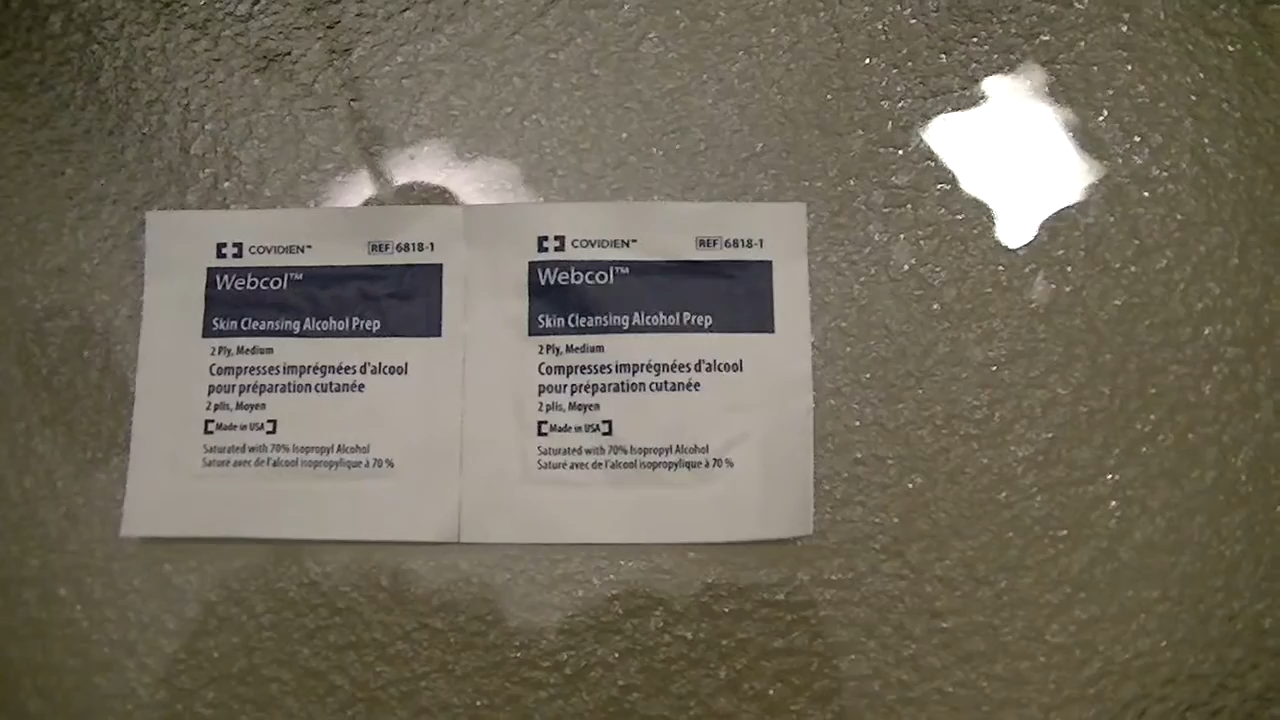 COVIDIEN™ REF 6818-1
Webcol™
Skin Cleansing Alcohol Prep
2 Ply, Medium
Compresses imprégnées d'alcool
pour préparation cutanée
2 plis, Moyen
Made in USA
Saturated with 70% Isopropyl Alcohol
Saturé avec de l'alcool isopropylique à 70 %
COVIDIEN™ REF 6818-1
Webcol™
Skin Cleansing Alcohol Prep
2 Ply, Medium
Compresses imprégnées d'alcool
pour préparation cutanée
2 plis, Moyen
Made in USA
Saturated with 70% Isopropyl Alcohol
Saturé avec de l'alcool isopropylique à 70 %